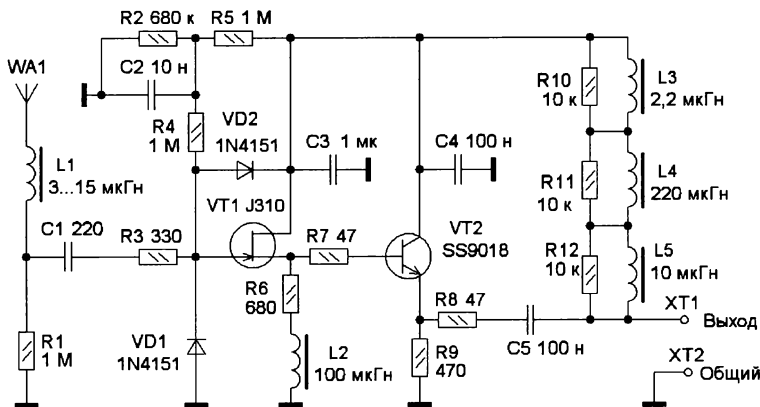 R2 680 к
R5 1 М
WA1
C2 10 н
VD2
1N4151
R4
1 М
C3 1 мк
C4 100 н
R10
10 к
L3
2,2 мкГн
L1
3...15 мкГн
VT1 J310
R11
10 к
L4
220 мкГн
C1 220
R3 330
R7 47
VT2
SS9018
R12
10 к
L5
10 мкГн
R6
680
R8 47
XT1
Выход
R1
1 М
VD1
1N4151
L2
100 мкГн
R9
470
C5 100 н
XT2
Общий